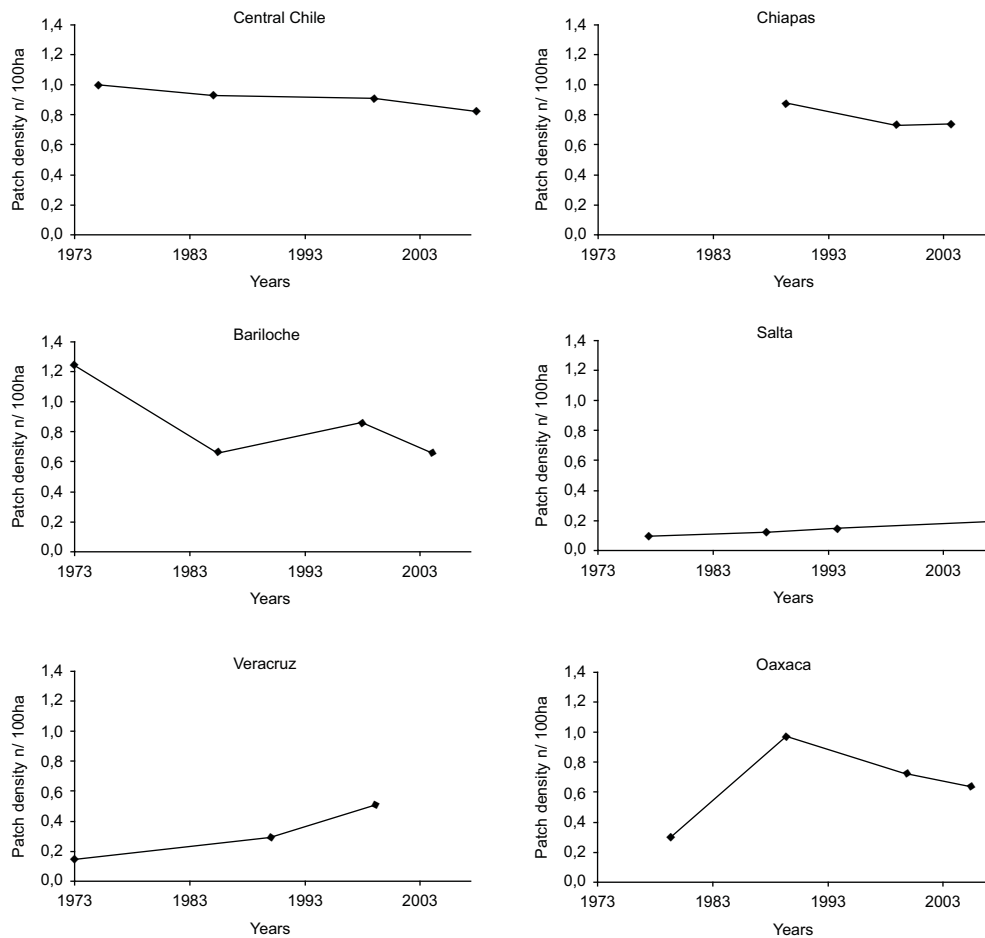 Central Chile
Patch density n/ 100ha
1,4
1,2
1,0
0,8
0,6
0,4
0,2
0,0
1973 1983 1993 2003
Years
Chiapas
Patch density n/ 100ha
1,4
1,2
1,0
0,8
0,6
0,4
0,2
0,0
1973 1983 1993 2003
Years
Bariloche
Patch density n/ 100ha
1,4
1,2
1,0
0,8
0,6
0,4
0,2
0,0
1973 1983 1993 2003
Years
Salta
Patch density n/ 100ha
1,4
1,2
1,0
0,8
0,6
0,4
0,2
0,0
1973 1983 1993 2003
Years
Veracruz
Patch density n/ 100ha
1,4
1,2
1,0
0,8
0,6
0,4
0,2
0,0
1973 1983 1993 2003
Years
Oaxaca
Patch density n/ 100ha
1,4
1,2
1,0
0,8
0,6
0,4
0,2
0,0
1973 1983 1993 2003
Years